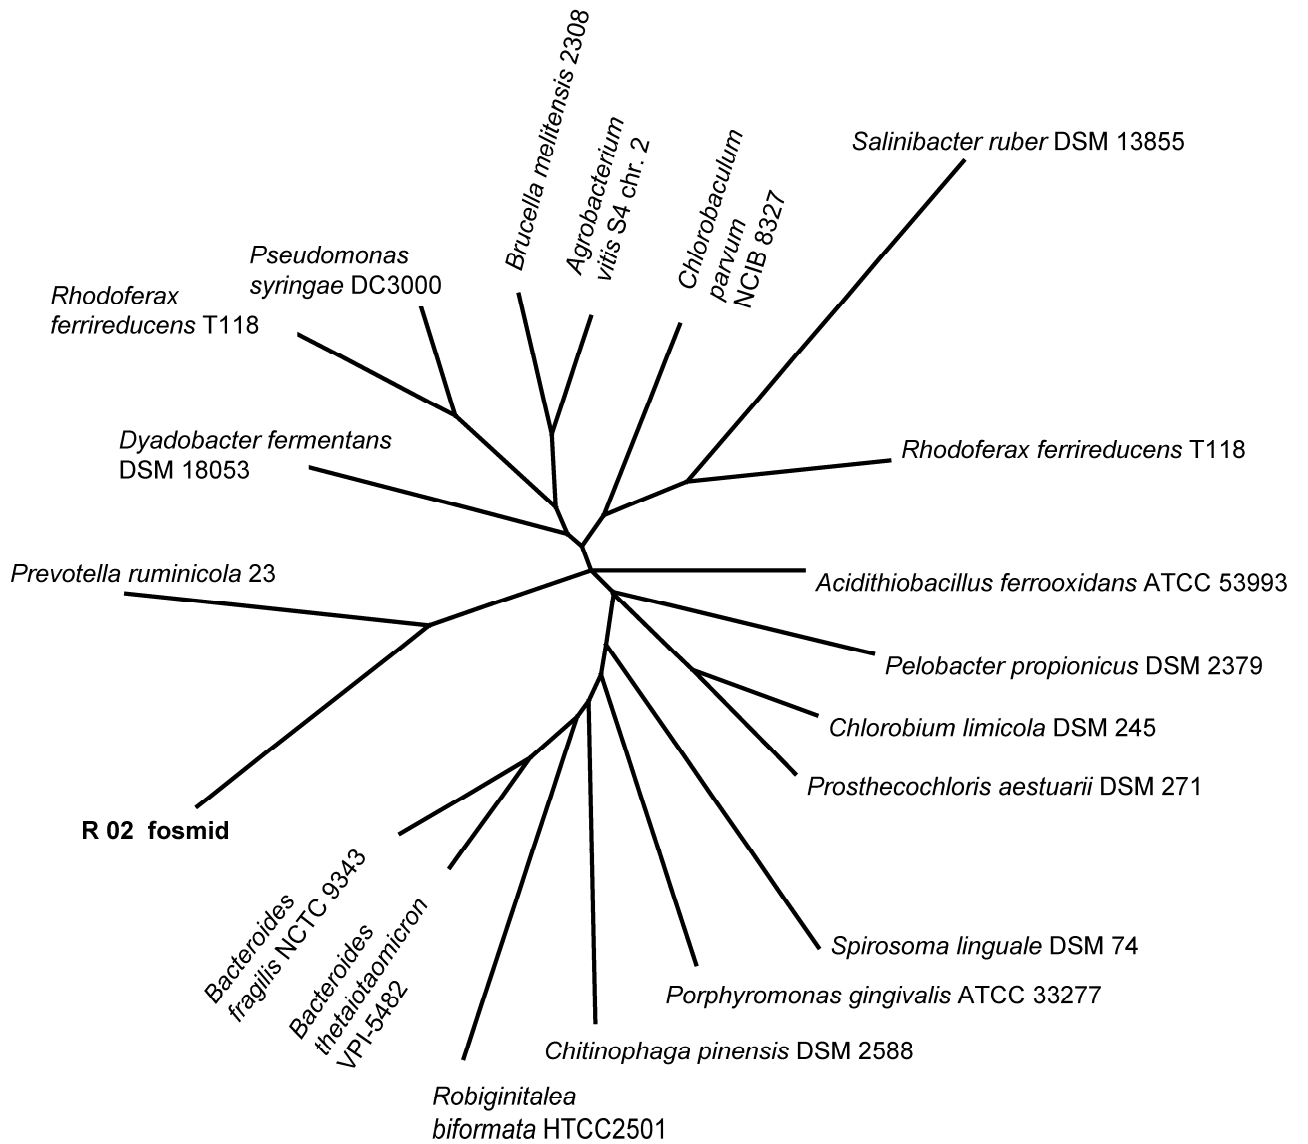 Brucella melitensis 2308
Agrobacterium
vitis S4 chr. 2
Chlorobaculum
parvum
NCIB 8327
Salinibacter ruber DSM 13855
Pseudomonas
syringae DC3000
Rhodoferax
ferrireducens T118
Dyadobacter fermentans
DSM 18053
Rhodoferax ferrireducens T118
Prevotella ruminicola 23
Acidithiobacillus ferrooxidans ATCC 53993
Pelobacter propionicus DSM 2379
Chlorobium limicola DSM 245
Prosthecochloris aestuarii DSM 271
R 02 fosmid
Bacteroides
fragilis NCTC 9343
Bacteroides
thetaiotaomicron
VPI-5482
Spirosoma linguale DSM 74
Porphyromonas gingivalis ATCC 33277
Chitinophaga pinensis DSM 2588
Robiginitalea
biformata HTCC2501